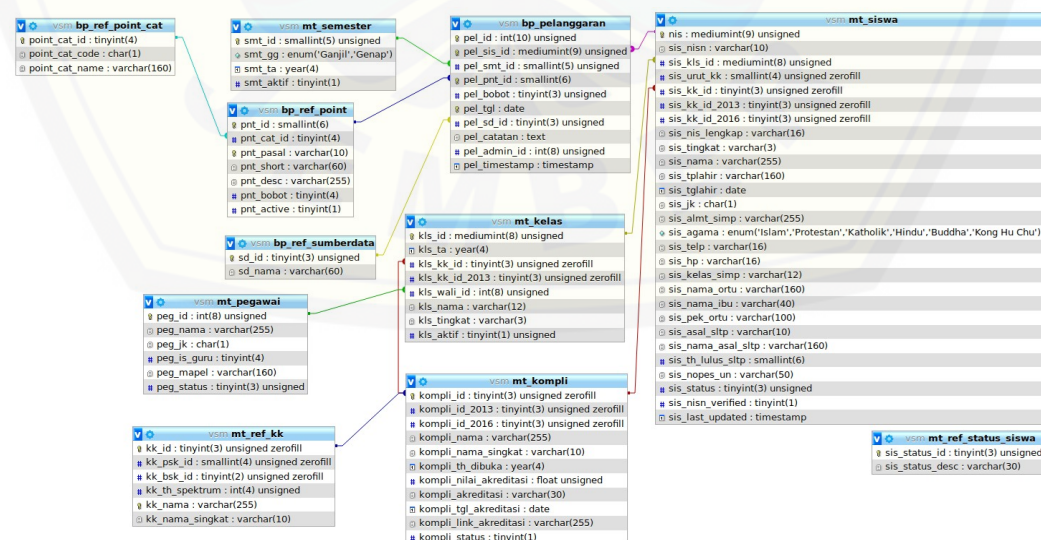 vsm bp_ref_point_cat
point_cat_id : tinyint(4)
point_cat_code : char(1)
point_cat_name : varchar(160)
vsm mt_semester
smt_id : smallint(5) unsigned
smt_gg : enum('Ganjil','Genap')
smt_ta : year(4)
smt_aktif : tinyint(1)
vsm bp_pelanggaran
pel_id : int(10) unsigned
pel_sis_id : mediumint(9) unsigned
pel_smt_id : smallint(5) unsigned
pel_pnt_id : smallint(6)
pel_bobot : tinyint(3) unsigned
pel_tgl : date
pel_sd_id : tinyint(3) unsigned
pel_catatan : text
pel_admin_id : int(8) unsigned
pel_timestamp : timestamp
vsm mt_siswa
nis : mediumint(9) unsigned
sis_nisn : varchar(10)
sis_kls_id : mediumint(8) unsigned
sis_urut_kk : smallint(4) unsigned zerofill
sis_kk_id : tinyint(3) unsigned zerofill
sis_kk_id_2013 : tinyint(3) unsigned zerofill
sis_kk_id_2016 : tinyint(3) unsigned zerofill
sis_nis_lengkap : varchar(16)
sis_tingkat : varchar(3)
sis_nama : varchar(255)
sis_tplahir : varchar(160)
sis_tglahir : date
sis_jk : char(1)
sis_almt_simp : varchar(255)
sis_agama : enum('Islam','Protestan','Katholik','Hindu','Buddha','Kong Hu Chu')
sis_telp : varchar(16)
sis_hp : varchar(16)
sis_kelas_simp : varchar(12)
sis_nama_ortu : varchar(160)
sis_nama_ibu : varchar(40)
sis_pek_ortu : varchar(100)
sis_asal_sltp : varchar(10)
sis_nama_asal_sltp : varchar(160)
sis_th_lulus_sltp : smallint(6)
sis_nopes_un : varchar(50)
sis_status : tinyint(3) unsigned
sis_nisn_verified : tinyint(1)
sis_last_updated : timestamp
vsm bp_ref_point
pnt_id : smallint(6)
pnt_cat_id : tinyint(4)
pnt_pasal : varchar(10)
pnt_short : varchar(60)
pnt_desc : varchar(255)
pnt_bobot : tinyint(4)
pnt_active : tinyint(1)
vsm bp_ref_sumberdata
sd_id : tinyint(3) unsigned
sd_nama : varchar(60)
vsm mt_kelas
kls_id : mediumint(8) unsigned
kls_ta : year(4)
kls_kk_id : tinyint(3) unsigned zerofill
kls_kk_id_2013 : tinyint(3) unsigned zerofill
kls_wali_id : int(8) unsigned
kls_nama : varchar(12)
kls_tingkat : varchar(3)
kls_aktif : tinyint(1) unsigned
vsm mt_pegawai
peg_id : int(8) unsigned
peg_nama : varchar(255)
peg_jk : char(1)
peg_is_guru : tinyint(4)
peg_mapel : varchar(160)
peg_status : tinyint(3) unsigned
vsm mt_kompli
kompli_id : tinyint(3) unsigned zerofill
kompli_id_2013 : tinyint(3) unsigned zerofill
kompli_id_2016 : tinyint(3) unsigned zerofill
kompli_nama : varchar(255)
kompli_nama_singkat : varchar(10)
kompli_th_dibuka : year(4)
kompli_nilai_akreditasi : float unsigned
kompli_akreditasi : varchar(30)
kompli_tgl_akreditasi : date
kompli_link_akreditasi : varchar(255)
kompli_status : tinyint(1)
vsm mt_ref_kk
kk_id : tinyint(3) unsigned zerofill
kk_psk_id : smallint(4) unsigned zerofill
kk_bsk_id : tinyint(2) unsigned zerofill
kk_th_spektrum : int(4) unsigned
kk_nama : varchar(255)
kk_nama_singkat : varchar(10)
vsm mt_ref_status_siswa
sis_status_id : tinyint(3) unsigned
sis_status_desc : varchar(30)